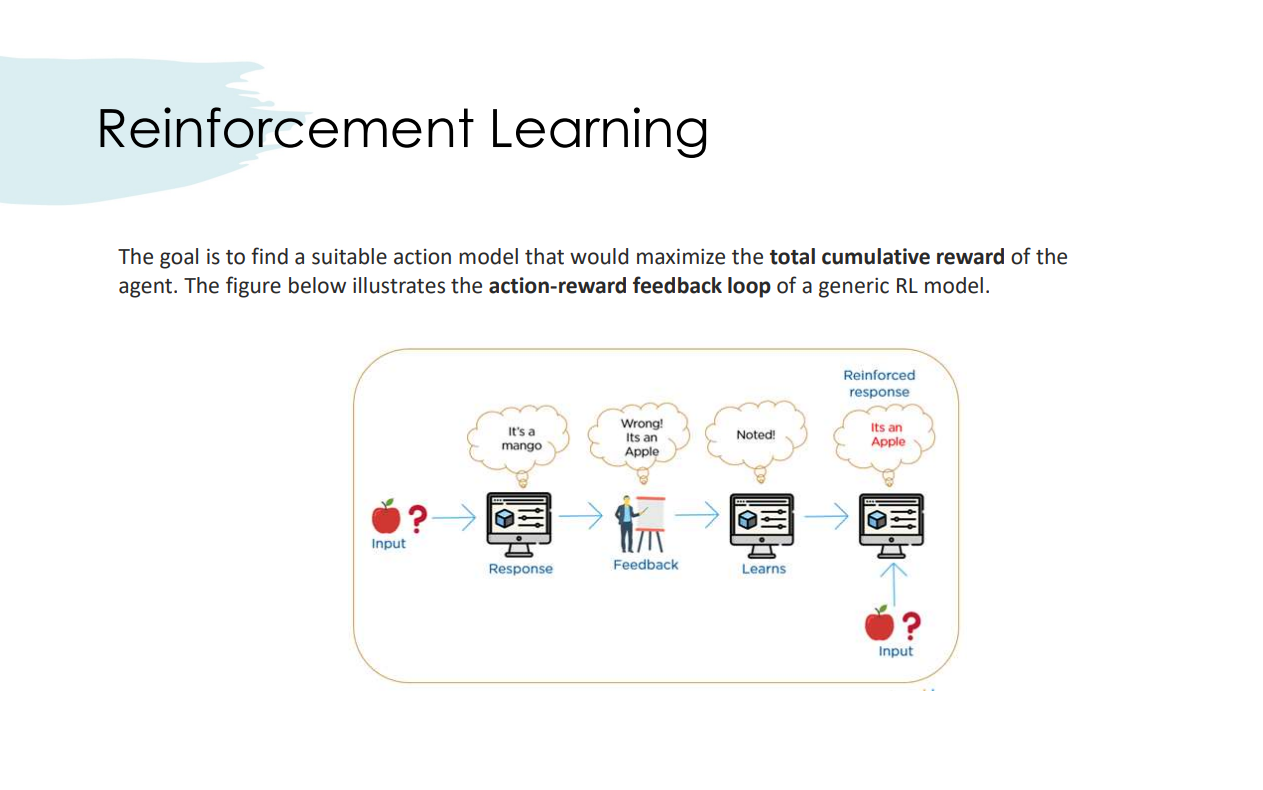 Reinforcement Learning
The goal is to find a suitable action model that would maximize the total cumulative reward of the
agent. The figure below illustrates the action-reward feedback loop of a generic RL model.
Reinforced
response
It's a
mango
Wrong!
Its an
Apple
Noted!
Its an
Apple
?
Input
Response
Feedback
Learns
?
Input